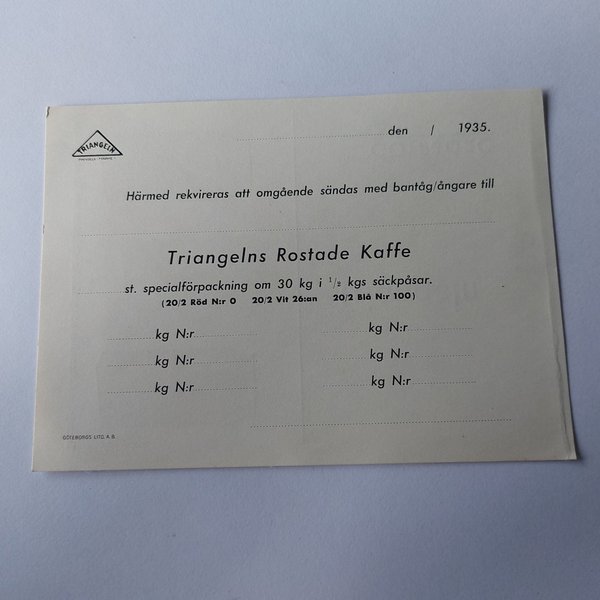 TRIANGELN
den / 1935.
Härmed rekvireras att omgående sändas med bantåg/ångare till
Triangelns Rostade Kaffe
st. specialförpackning om 30 kg i 1/2 kgs säckpåsar.
(20/2 Röd N:r 0 20/2 Vit 26:an 20/2 Blå N:r 100)
kg N:r kg N:r
kg N:r kg N:r
kg N:r kg N:r
GÖTEBORGS LITO. A. B.